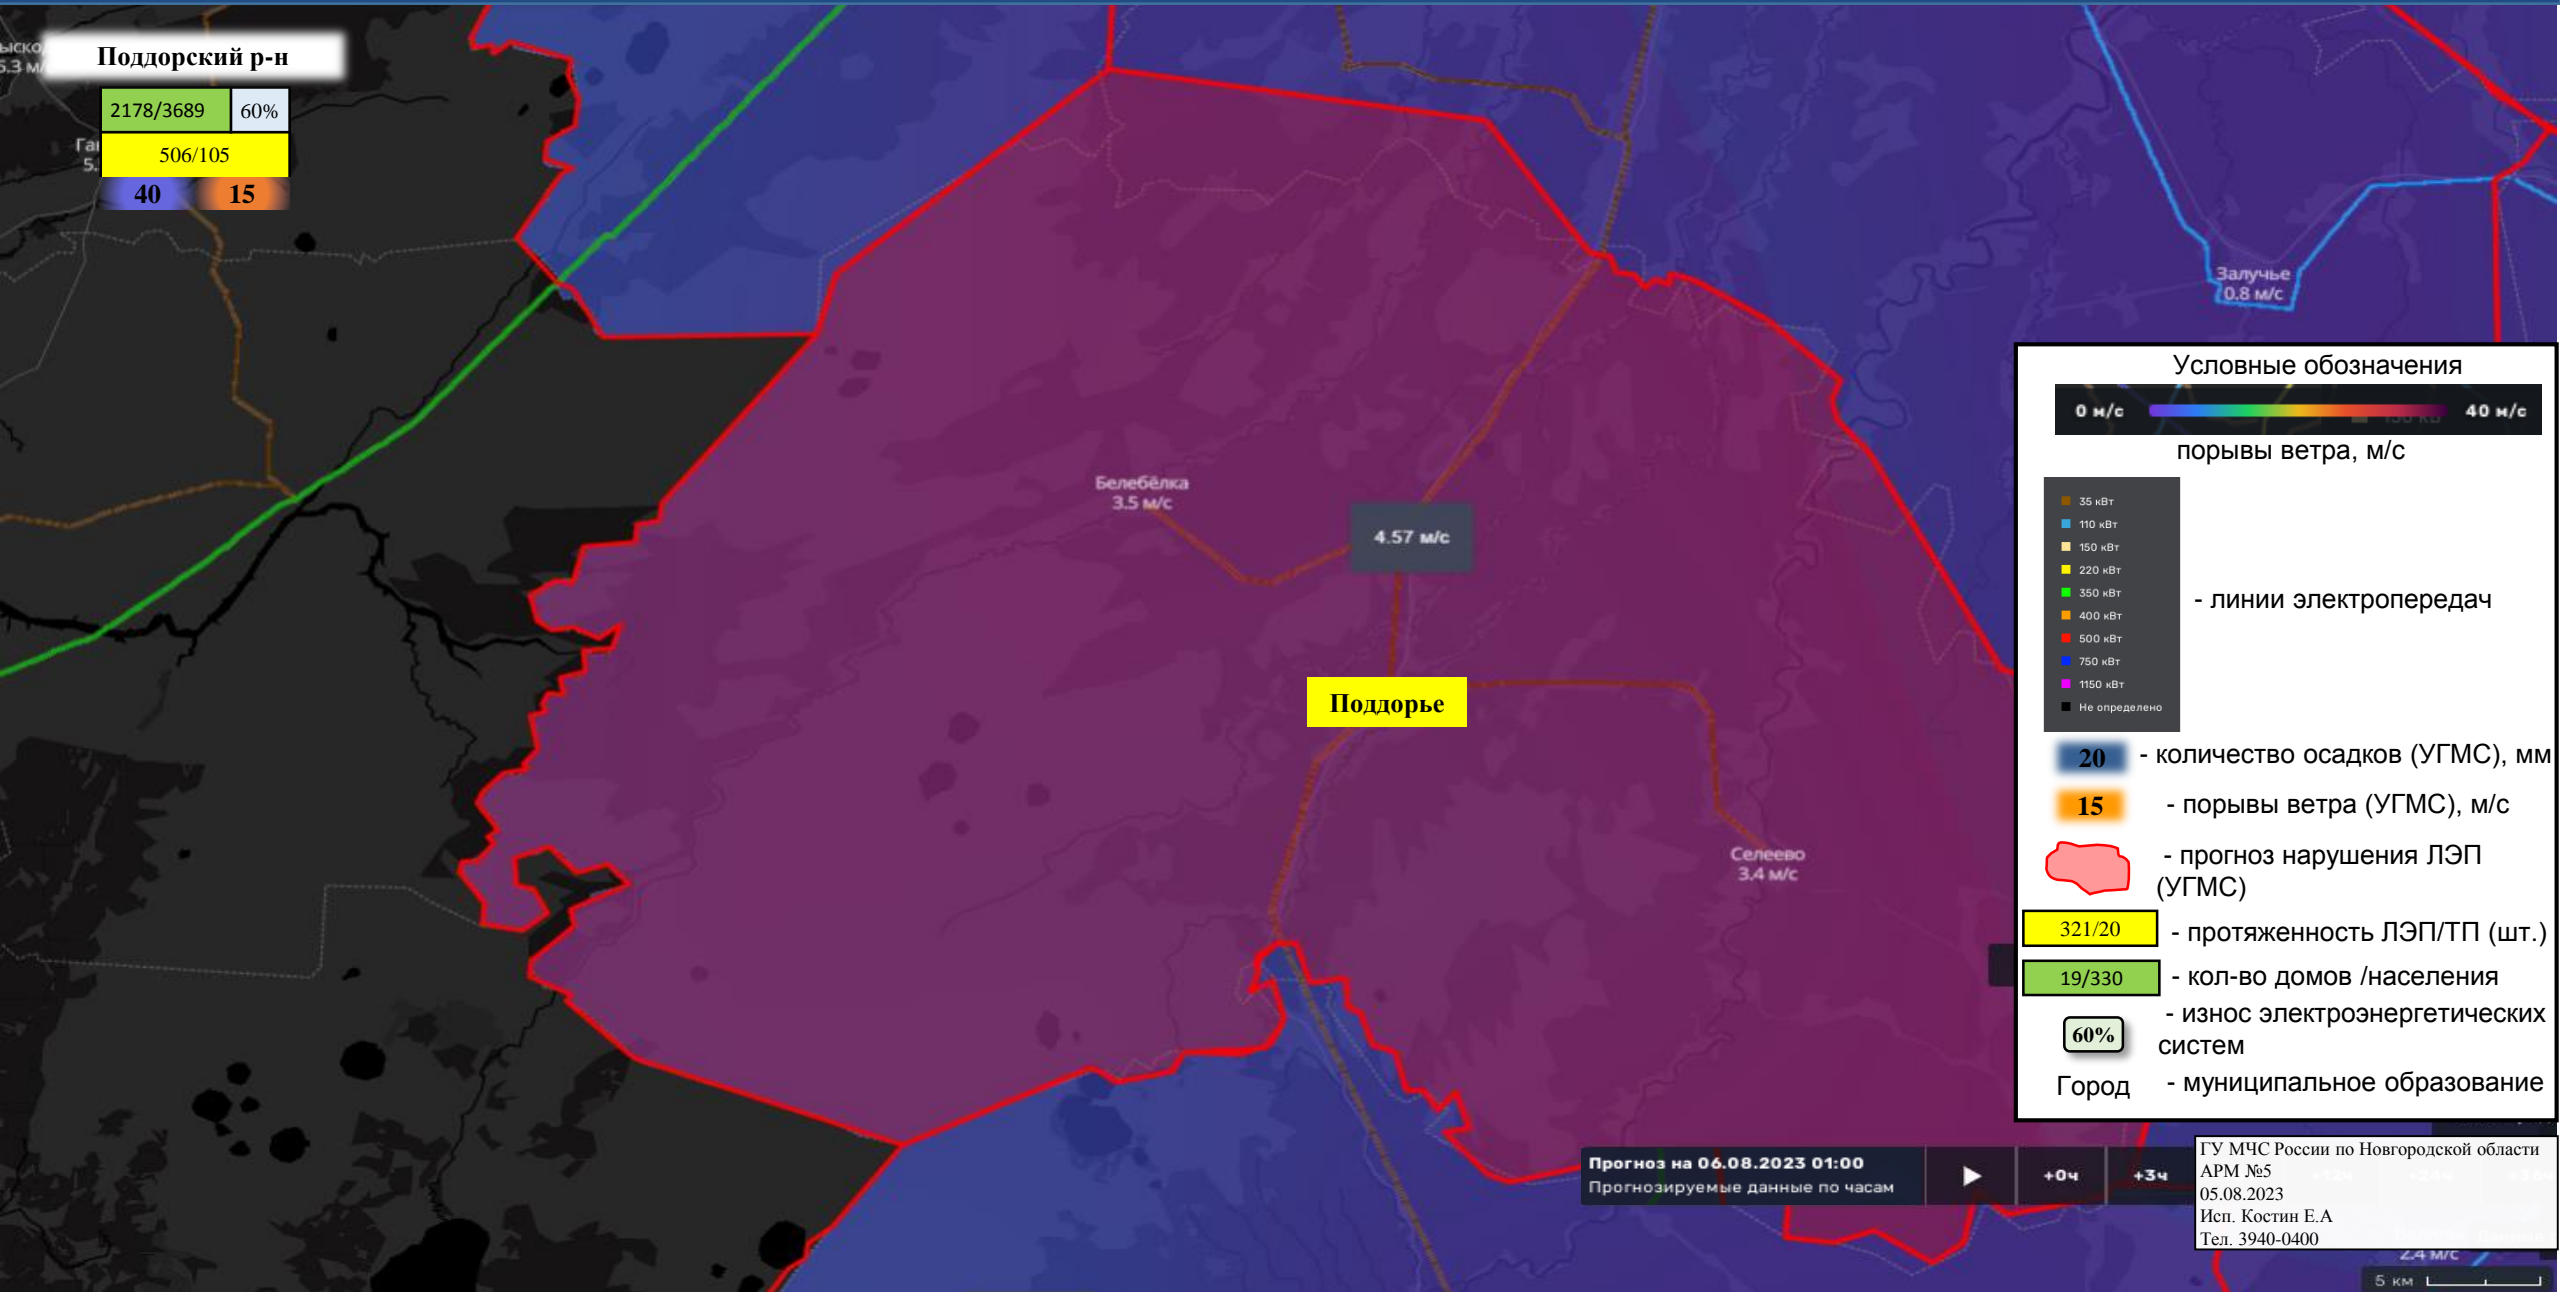 5.3 м/
Поддорский р-н
2178/3689 60%
506/105
40 15
Залучье
0.8 м/с
Белебёлка
3.5 м/с
4.57 м/с
Поддорье
Селеево
3.4 м/с
Условные обозначения
0 м/с 40 м/с
порывы ветра, м/с
35 кВт
110 кВт
150 кВт
220 кВт
350 кВт
400 кВт
500 кВт
750 кВт
1150 кВт
Не определено
- линии электропередач
20 - количество осадков (УГМС), мм
15 - порывы ветра (УГМС), м/с
- прогноз нарушения ЛЭП
(УГМС)
321/20 - протяженность ЛЭП/ТП (шт.)
19/330 - кол-во домов /населения
60% - износ электроэнергетических
систем
Город - муниципальное образование
Прогноз на 06.08.2023 01:00
Прогнозируемые данные по часам
+0ч +3ч
ГУ МЧС России по Новгородской области
АРМ №5
05.08.2023
Исп. Костин Е.А
Тел. 3940-0400
2.4 м/с
5 км